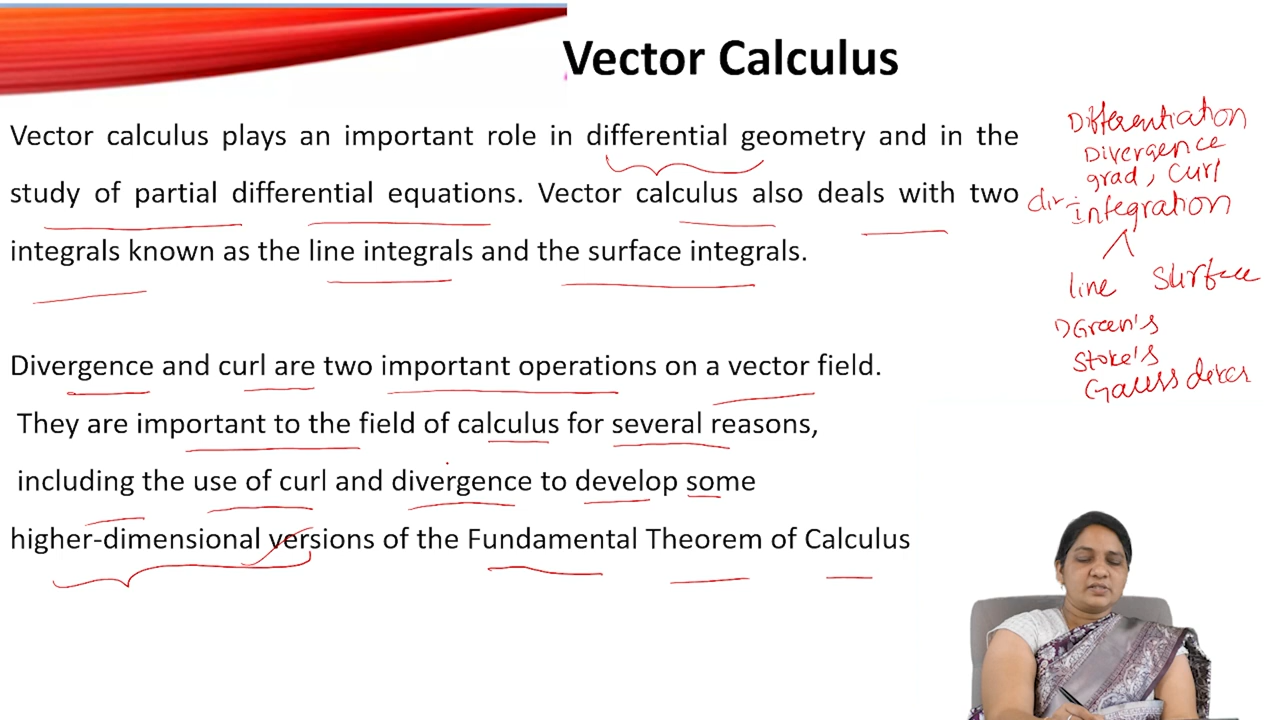 Vector Calculus
Vector calculus plays an important role in differential geometry and in the
study of partial differential equations. Vector calculus also deals with two
integrals known as the line integrals and the surface integrals.
Divergence and curl are two important operations on a vector field.
They are important to the field of calculus for several reasons,
including the use of curl and divergence to develop some
higher-dimensional versions of the Fundamental Theorem of Calculus
Differentiation
Divergence
grad, curl
integration
line surface
Green's
Stoke's
Gauss